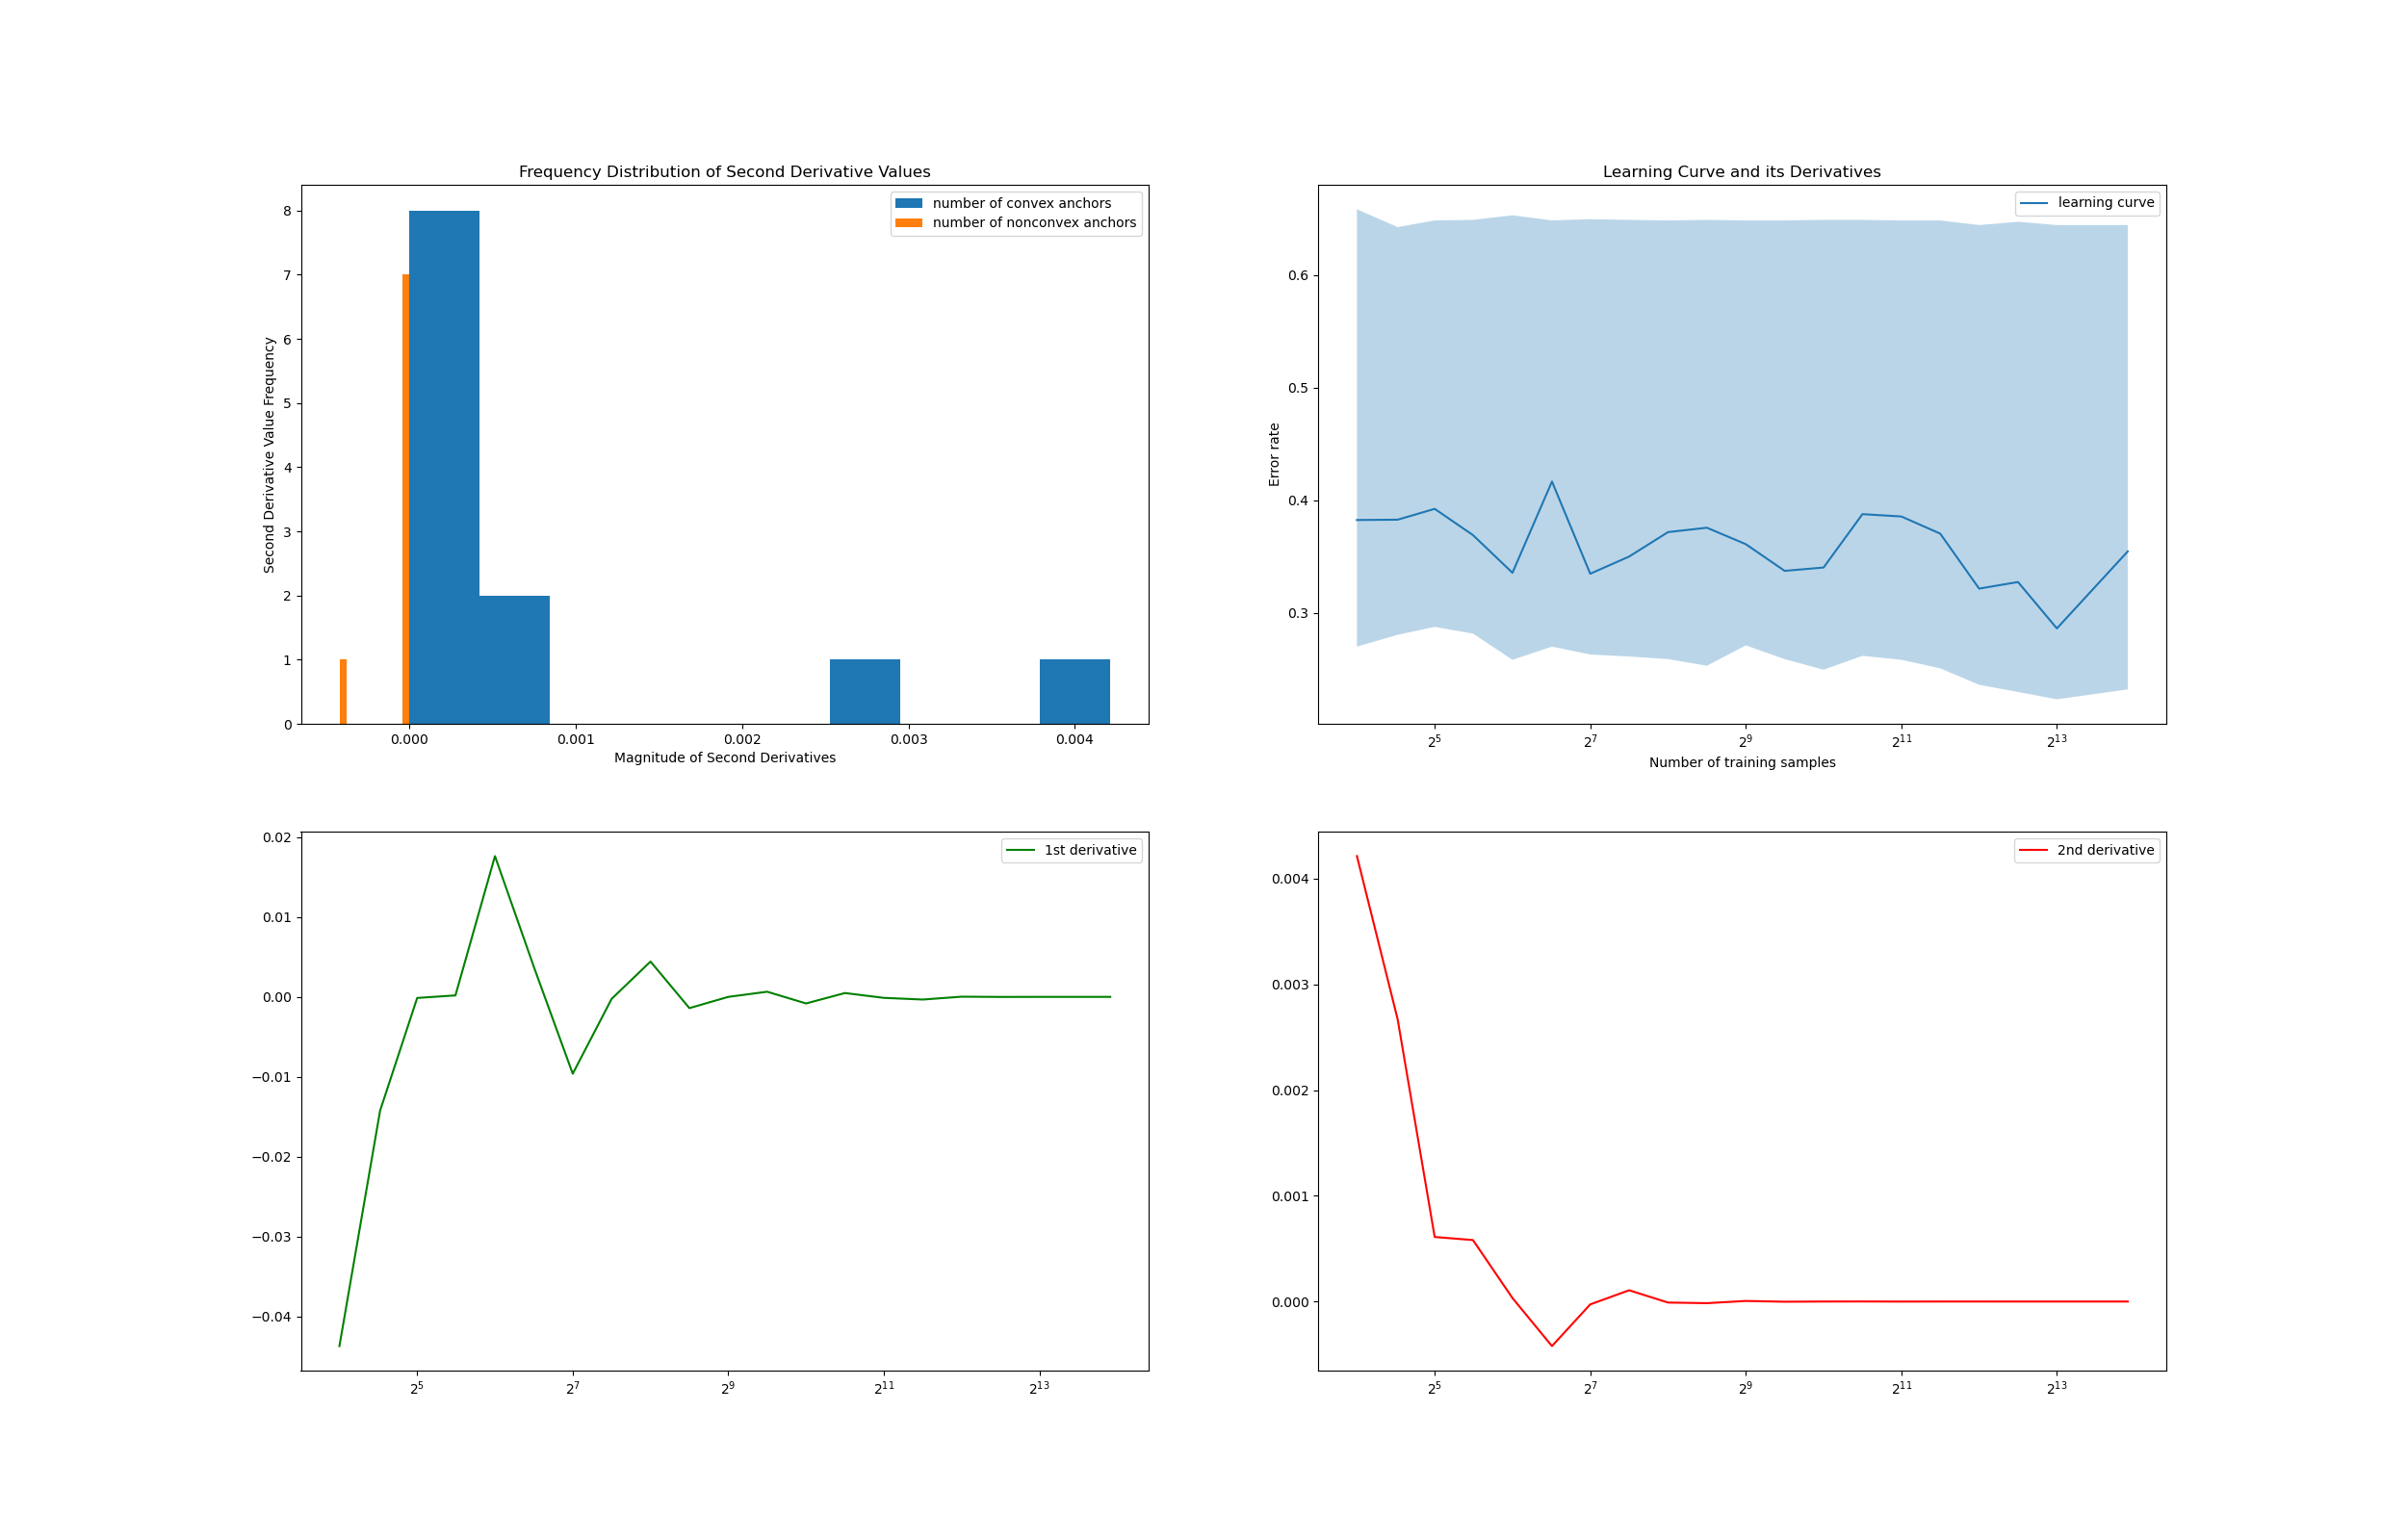 Frequency Distribution of Second Derivative Values
number of convex anchors
number of nonconvex anchors
Second Derivative Value Frequency
8
7
6
5
4
3
2
1
0
0.000 0.001 0.002 0.003 0.004
Magnitude of Second Derivatives
Learning Curve and its Derivatives
learning curve
Error rate
0.6
0.5
0.4
0.3
2^5 2^7 2^9 2^11 2^13
Number of training samples
1st derivative
0.02
0.01
0.00
−0.01
−0.02
−0.03
−0.04
2^5 2^7 2^9 2^11 2^13
2nd derivative
0.004
0.003
0.002
0.001
0.000
2^5 2^7 2^9 2^11 2^13